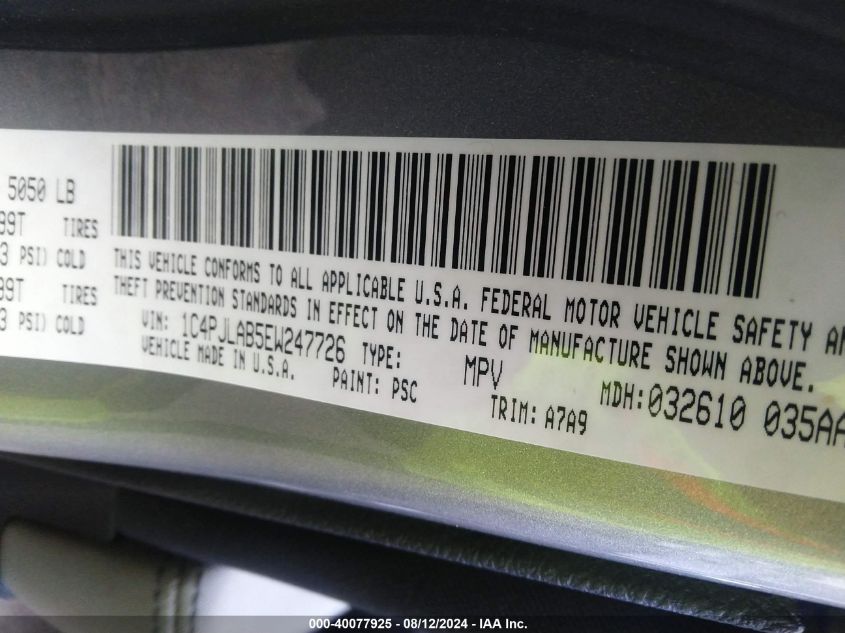 5050 LB
99T TIRES
3 PSI) COLD
99T TIRES
3 PSI) COLD
THIS VEHICLE CONFORMS TO ALL APPLICABLE U.S.A. FEDERAL MOTOR VEHICLE SAFETY AN
THEFT PREVENTION STANDARDS IN EFFECT ON THE DATE OF MANUFACTURE SHOWN ABOVE.
VIN: 1C4PJLAB5EW247726 TYPE: MPV MDH:032610 035AA
VEHICLE MADE IN U.S.A. PAINT: PSC TRIM: A7A9
000-40077925 - 08/12/2024 - IAA Inc.